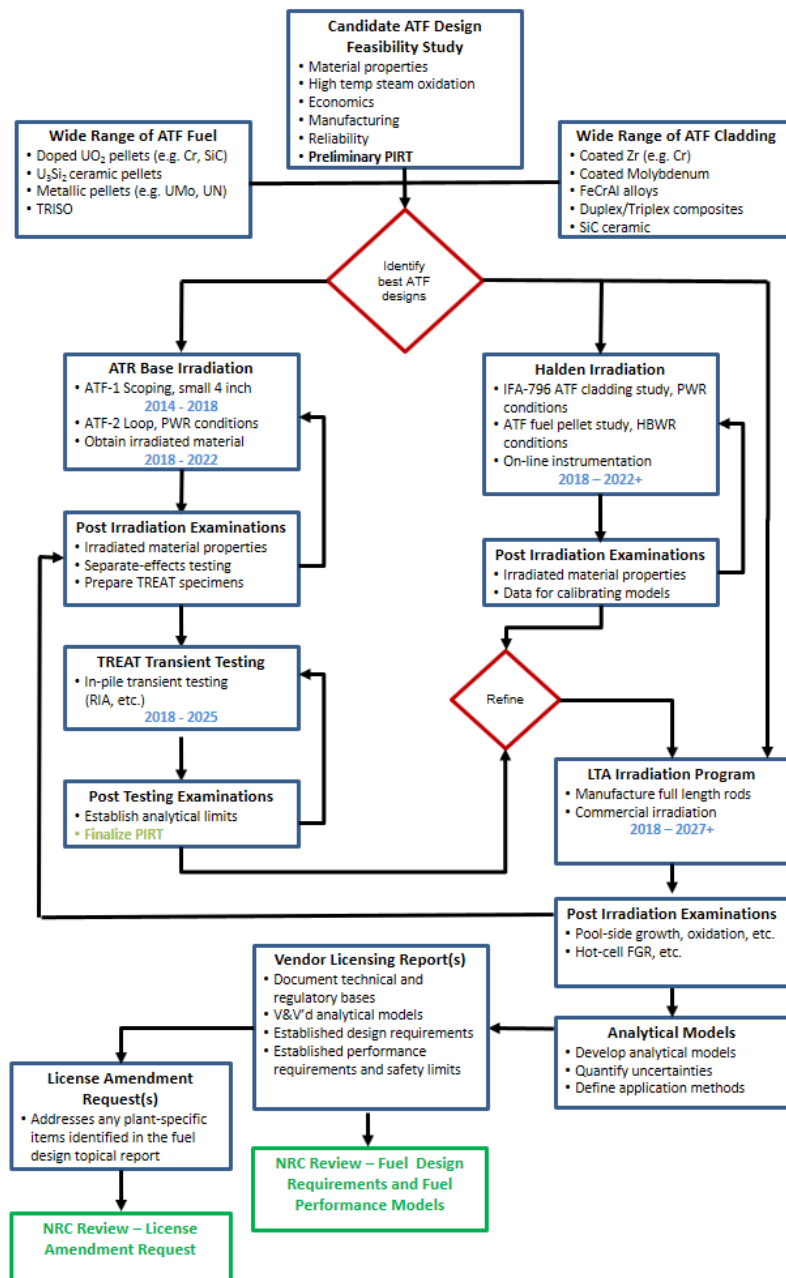 Candidate ATF Design
Feasibility Study
• Material properties
• High temp steam oxidation
• Economics
• Manufacturing
• Reliability
• Preliminary PIRT
Wide Range of ATF Fuel
• Doped UO₂ pellets (e.g. Cr, SiC)
• U₃Si₂ ceramic pellets
• Metallic pellets (e.g. UMo, UN)
• TRISO
Wide Range of ATF Cladding
• Coated Zr (e.g. Cr)
• Coated Molybdenum
• FeCrAl alloys
• Duplex/Triplex composites
• SiC ceramic
Identify
best ATF
designs
ATR Base Irradiation
• ATF-1 Scoping, small 4 inch
2014 - 2018
• ATF-2 Loop, PWR conditions
• Obtain irradiated material
2018 - 2022
Halden Irradiation
• IFA-796 ATF cladding study, PWR
conditions
• ATF fuel pellet study, HBWR
conditions
• On-line instrumentation
2018 – 2022+
Post Irradiation Examinations
• Irradiated material properties
• Separate-effects testing
• Prepare TREAT specimens
Post Irradiation Examinations
• Irradiated material properties
• Data for calibrating models
TREAT Transient Testing
• In-pile transient testing
(RIA, etc.)
2018 - 2025
Refine
Post Testing Examinations
• Establish analytical limits
• Finalize PIRT
LTA Irradiation Program
• Manufacture full length rods
• Commercial irradiation
2018 – 2027+
Post Irradiation Examinations
• Pool-side growth, oxidation, etc.
• Hot-cell FGR, etc.
Vendor Licensing Report(s)
• Document technical and
regulatory bases
• V&V'd analytical models
• Established design requirements
• Established performance
requirements and safety limits
Analytical Models
• Develop analytical models
• Quantify uncertainties
• Define application methods
License Amendment
Request(s)
• Addresses any plant-specific
items identified in the fuel
design topical report
NRC Review – Fuel Design
Requirements and Fuel
Performance Models
NRC Review – License
Amendment Request